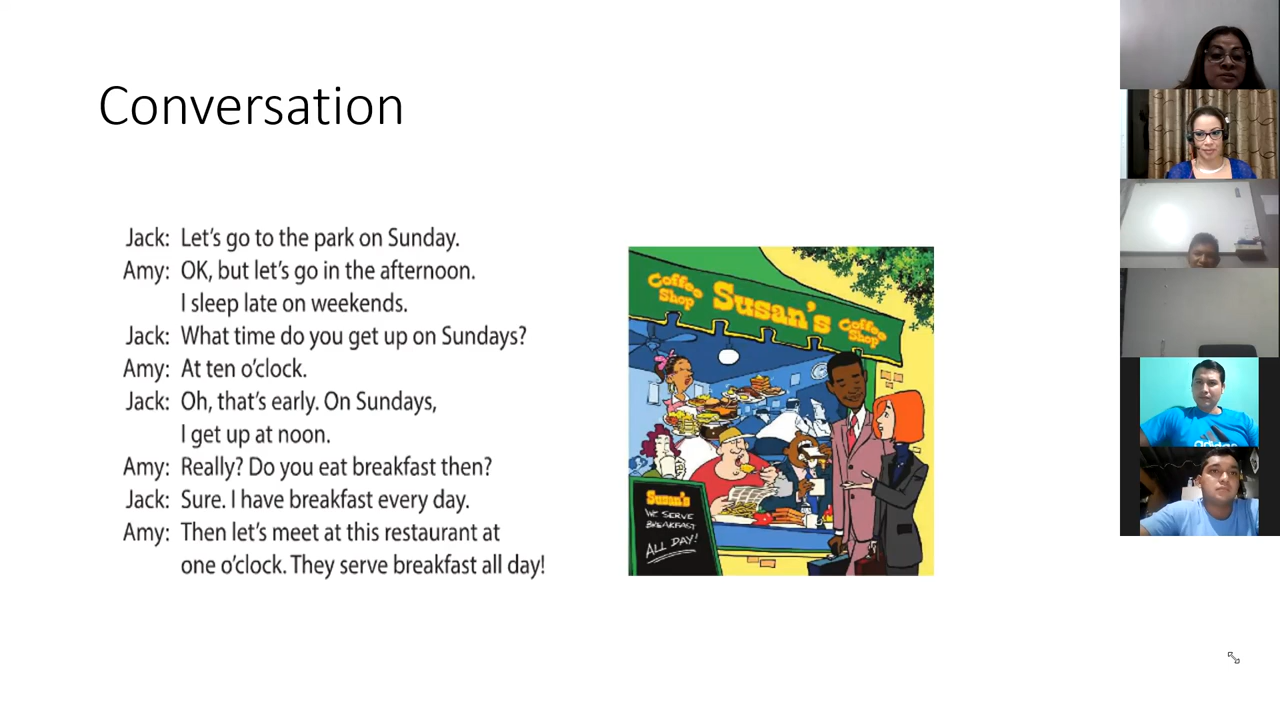 Conversation
Jack: Let's go to the park on Sunday.
Amy: OK, but let's go in the afternoon.
I sleep late on weekends.
Jack: What time do you get up on Sundays?
Amy: At ten o'clock.
Jack: Oh, that's early. On Sundays,
I get up at noon.
Amy: Really? Do you eat breakfast then?
Jack: Sure. I have breakfast every day.
Amy: Then let's meet at this restaurant at
one o'clock. They serve breakfast all day!
Coffee Shop
Susan's
Coffee Shop
Susan's
WE SERVE
BREAKFAST
ALL DAY!
adidas